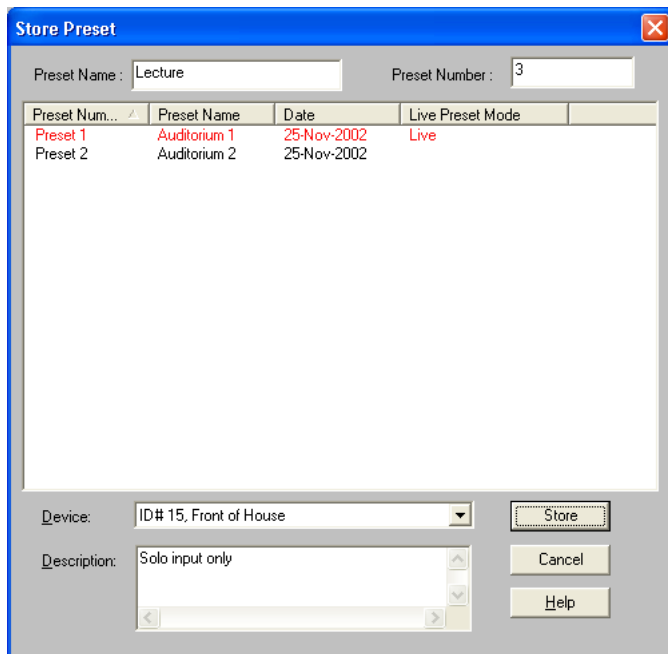 Store Preset
Preset Name : Lecture Preset Number : 3
Preset Num... Preset Name Date Live Preset Mode
Preset 1 Auditorium 1 25-Nov-2002 Live
Preset 2 Auditorium 2 25-Nov-2002
Device: ID# 15, Front of House Store
Description: Solo input only Cancel
Help